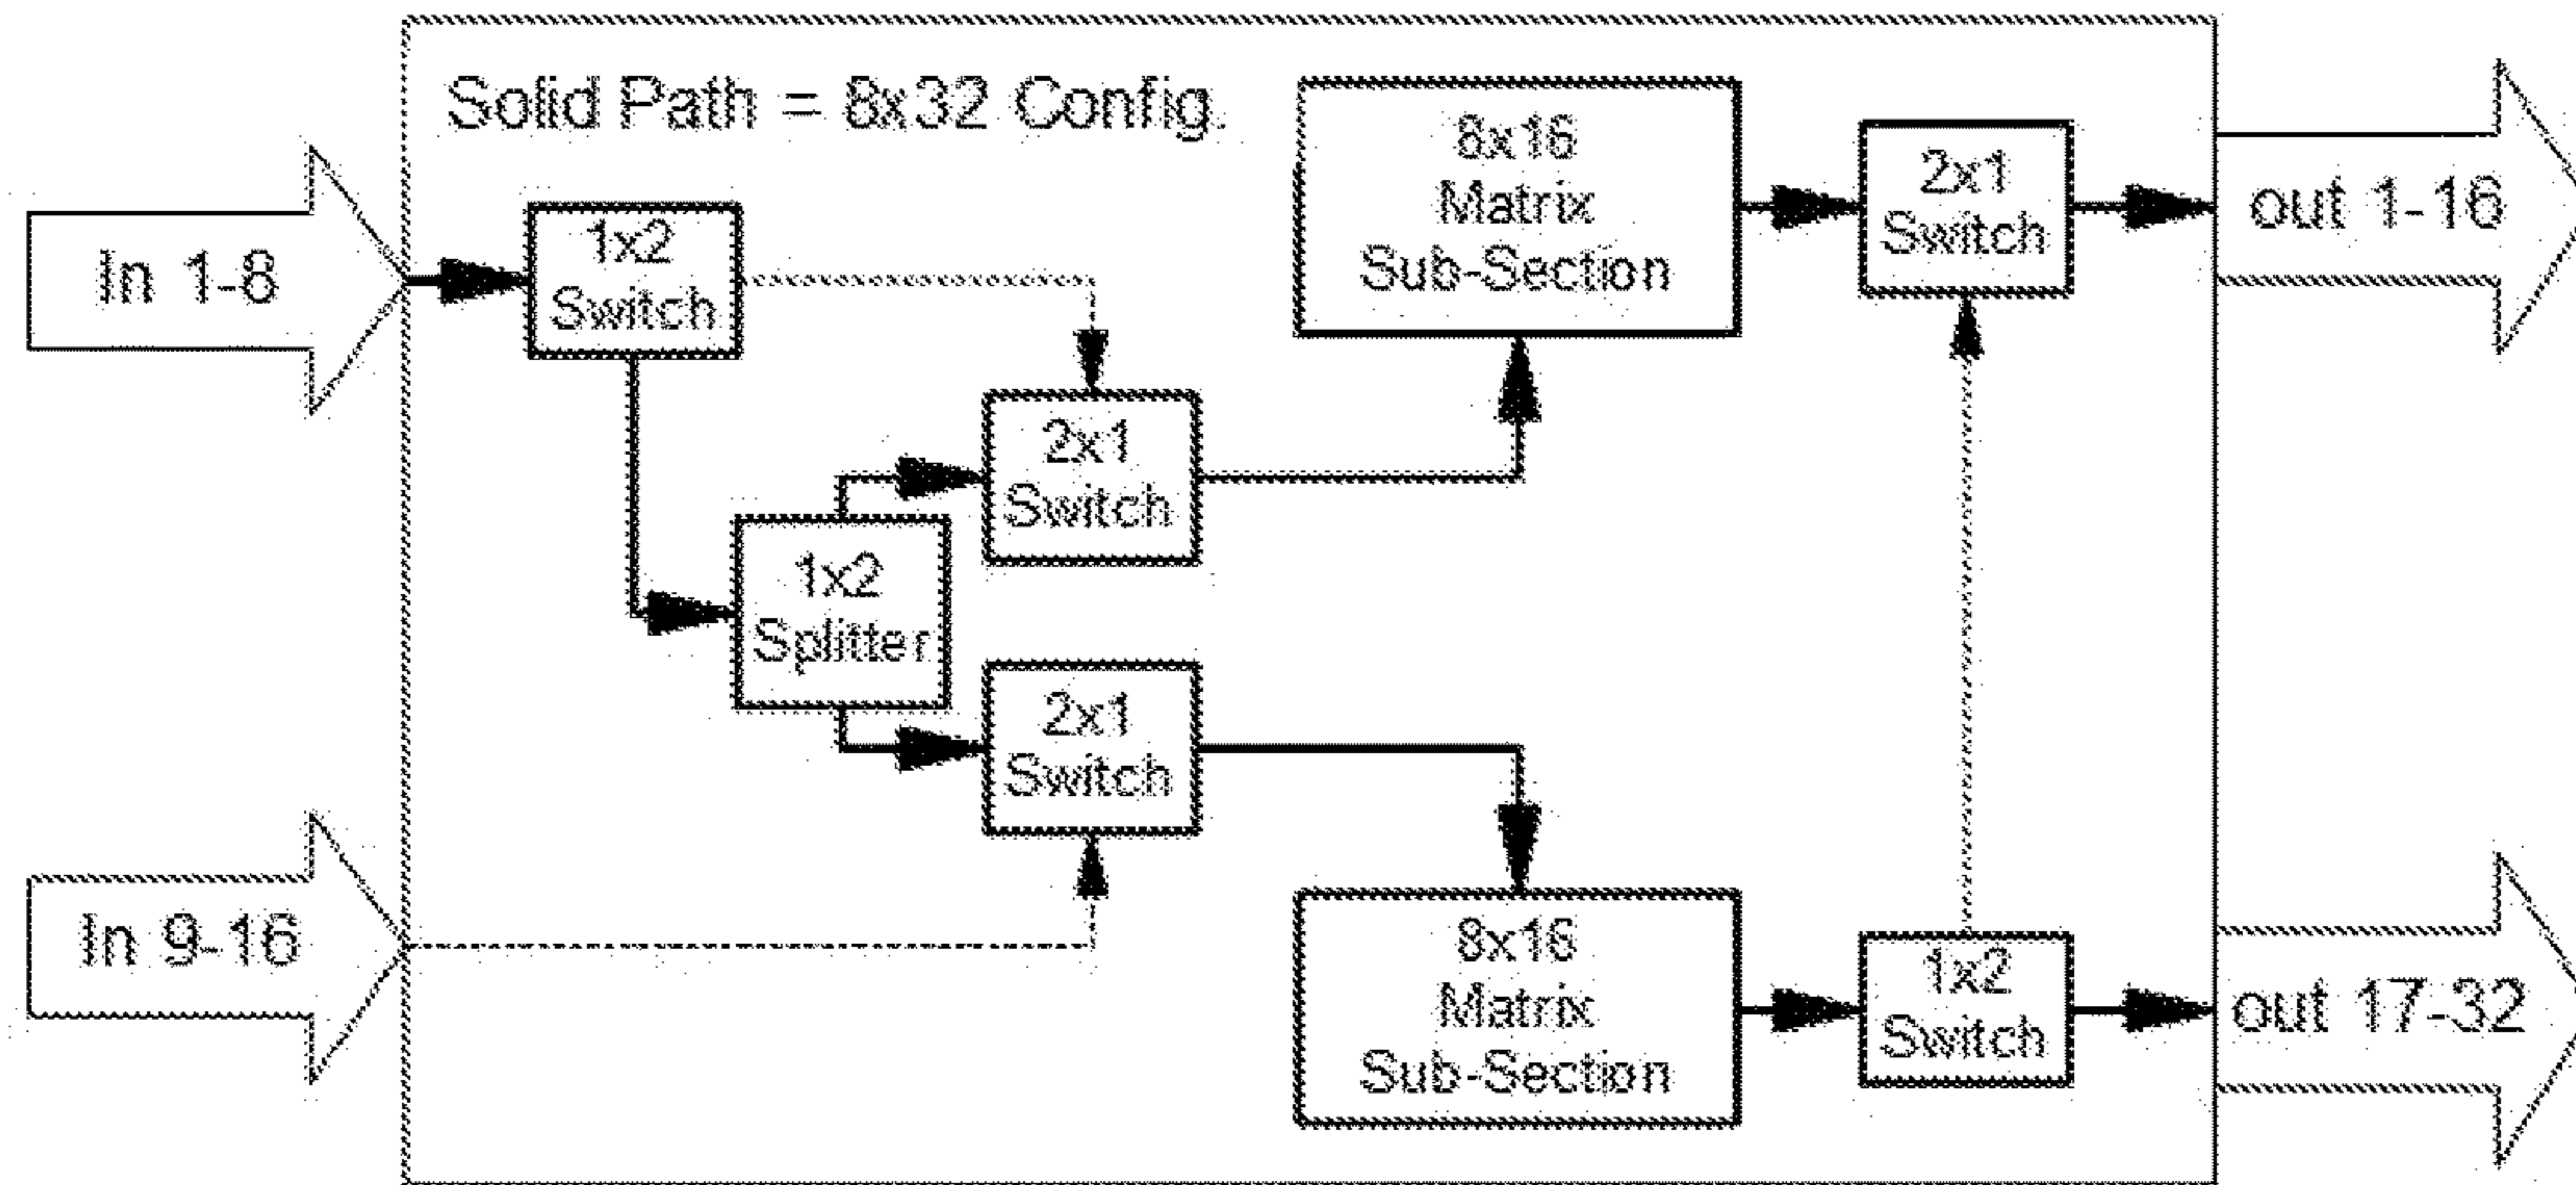 Solid Path = 8x32 Config.
In 1-8
1x2
Switch
8x16
Matrix
Sub-Section
2x1
Switch
out 1-16
2x1
Switch
1x2
Splitter
2x1
Switch
In 9-16
8x16
Matrix
Sub-Section
1x2
Switch
out 17-32